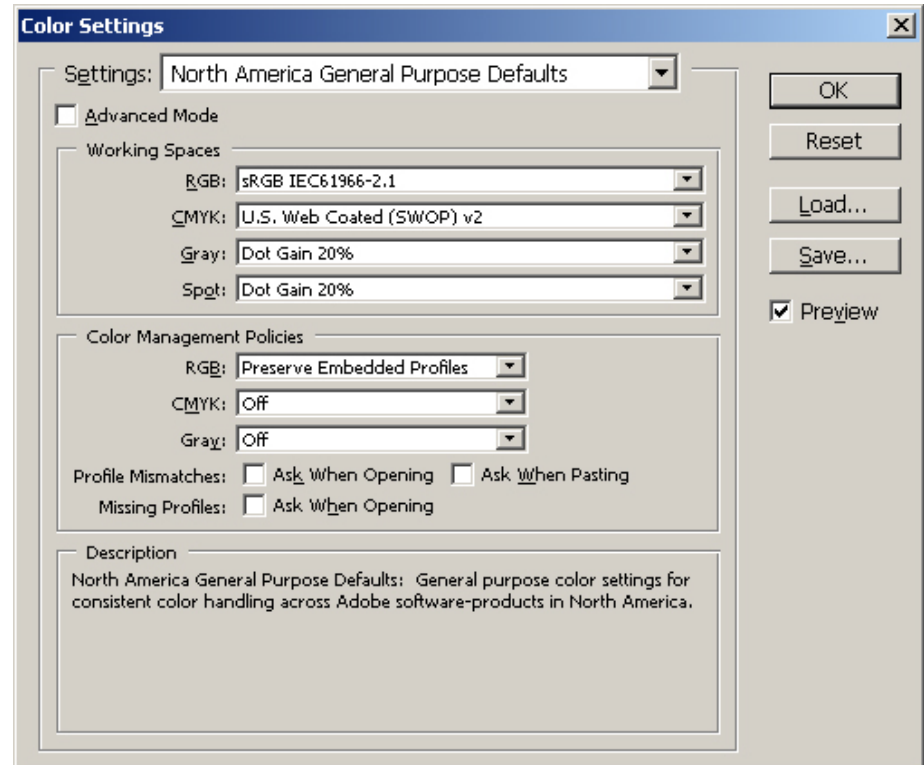 Color Settings
Settings: North America General Purpose Defaults
Advanced Mode
Working Spaces
RGB: sRGB IEC61966-2.1
CMYK: U.S. Web Coated (SWOP) v2
Gray: Dot Gain 20%
Spot: Dot Gain 20%
Color Management Policies
RGB: Preserve Embedded Profiles
CMYK: Off
Gray: Off
Profile Mismatches: Ask When Opening Ask When Pasting
Missing Profiles: Ask When Opening
Description
North America General Purpose Defaults: General purpose color settings for
consistent color handling across Adobe software-products in North America.
OK
Reset
Load...
Save...
Preview